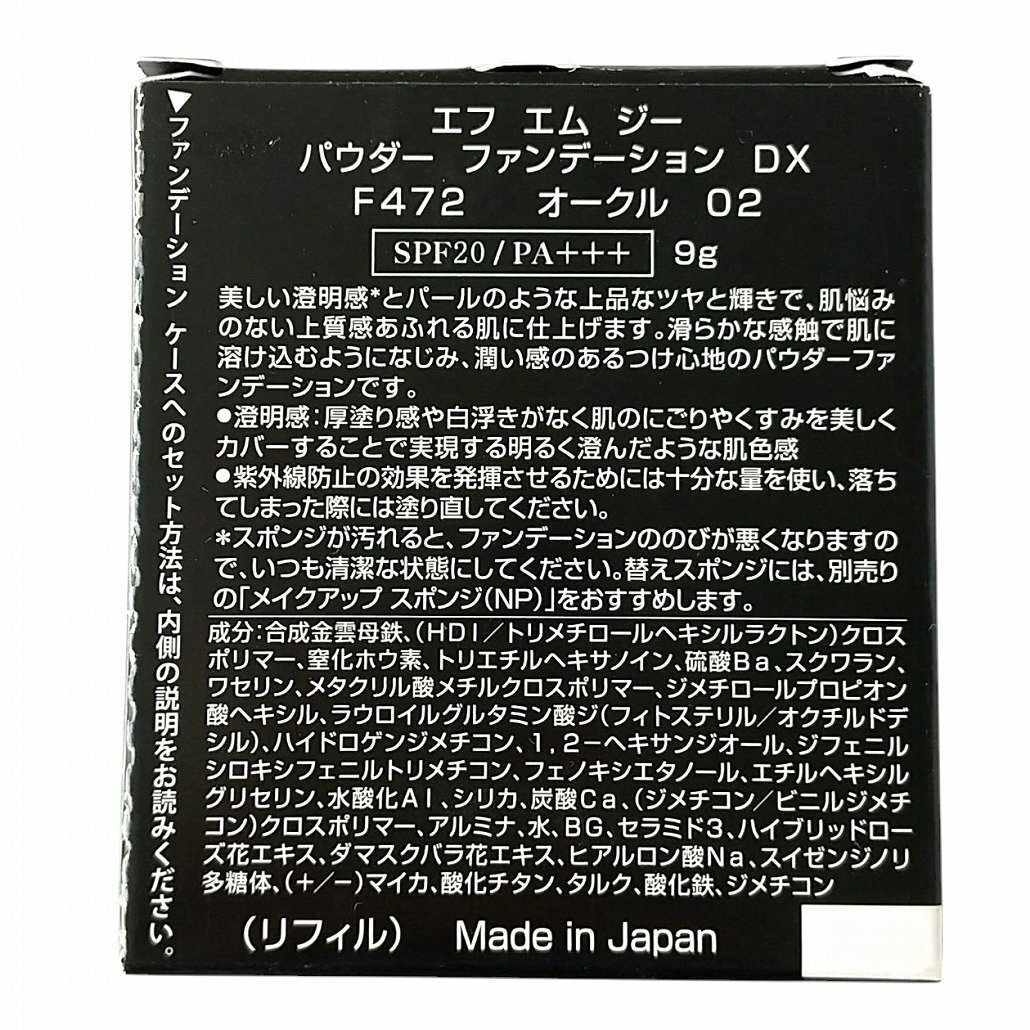 エフ エム ジー
パウダー ファンデーション DX
F472 オークル 02
SPF20/PA+++ 9g
美しい澄明感*とパールのような上品なツヤと輝きで、肌悩み
のない上質感あふれる肌に仕上げます。滑らかな感触で肌に
溶け込むようになじみ、潤い感のあるつけ心地のパウダーファ
ンデーションです。
●澄明感：厚塗り感や白浮きがなく肌のにごりやくすみを美しく
カバーすることで実現する明るく澄んだような肌色感
●紫外線防止の効果を発揮させるためには十分な量を使い、落ち
てしまった際には塗り直してください。
*スポンジが汚れると、ファンデーションののびが悪くなりますの
で、いつも清潔な状態にしてください。替えスポンジには、別売り
の「メイクアップ スポンジ(NP)」をおすすめします。
成分：合成金雲母鉄、(HDI／トリメチロールヘキシルラクトン)クロス
ポリマー、窒化ホウ素、トリエチルヘキサノイン、硫酸Ba、スクワラン、
ワセリン、メタクリル酸メチルクロスポリマー、ジメチロールプロピオン
酸ヘキシル、ラウロイルグルタミン酸ジ(フィトステリル／オクチルドデ
シル)、ハイドロゲンジメチコン、1,2－ヘキサンジオール、ジフェニル
シロキシフェニルトリメチコン、フェノキシエタノール、エチルヘキシル
グリセリン、水酸化Al、シリカ、炭酸Ca、(ジメチコン／ビニルジメチ
コン)クロスポリマー、アルミナ、水、BG、セラミド3、ハイブリッドロー
ズ花エキス、ダマスクバラ花エキス、ヒアルロン酸Na、スイゼンジノリ
多糖体、(+/−)マイカ、酸化チタン、タルク、酸化鉄、ジメチコン
(リフィル) Made in Japan
▼ファンデーション ケースへのセット方法は、内側の説明をお読みください。